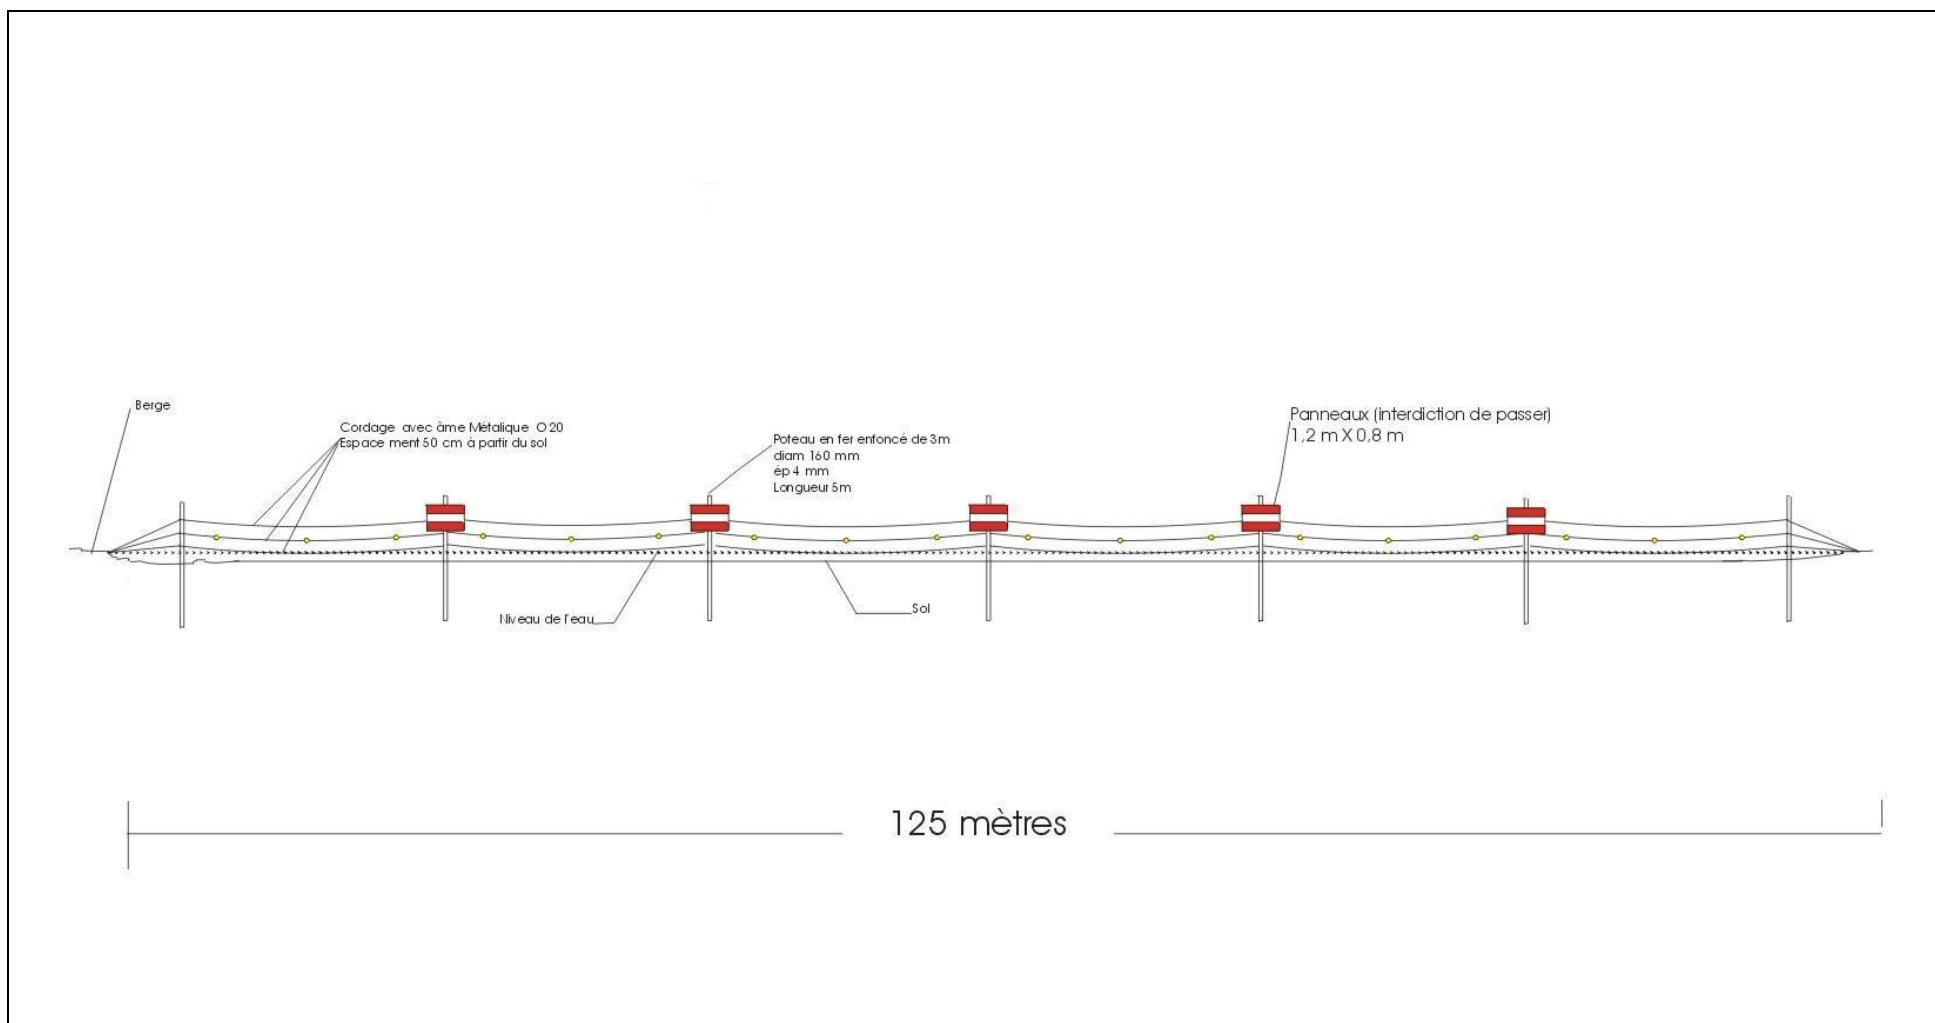 Berge
Cordage avec âme Métalique O 20
Espace ment 50 cm à partir du sol
Poteau en fer enfoncé de 3m
diam 160 mm
ép 4 mm
Longueur 5m
Panneaux (interdiction de passer)
1,2 m X 0,8 m
Niveau de l'eau
Sol
125 mètres